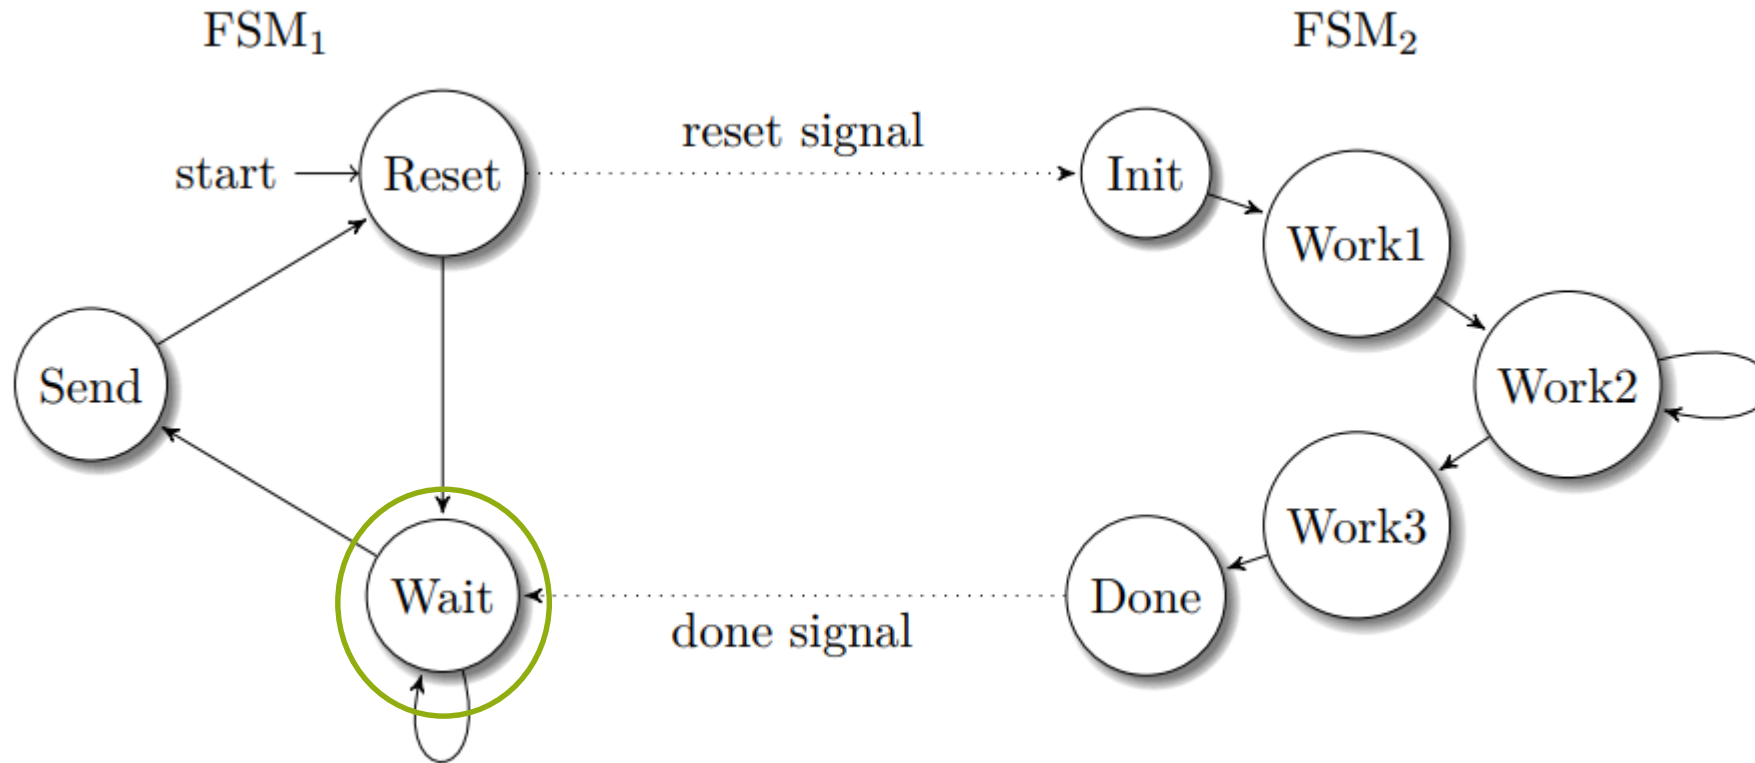 FSM₁
FSM₂
reset signal
start
Reset
Init
Work1
Send
Work2
Work3
Wait
Done
done signal